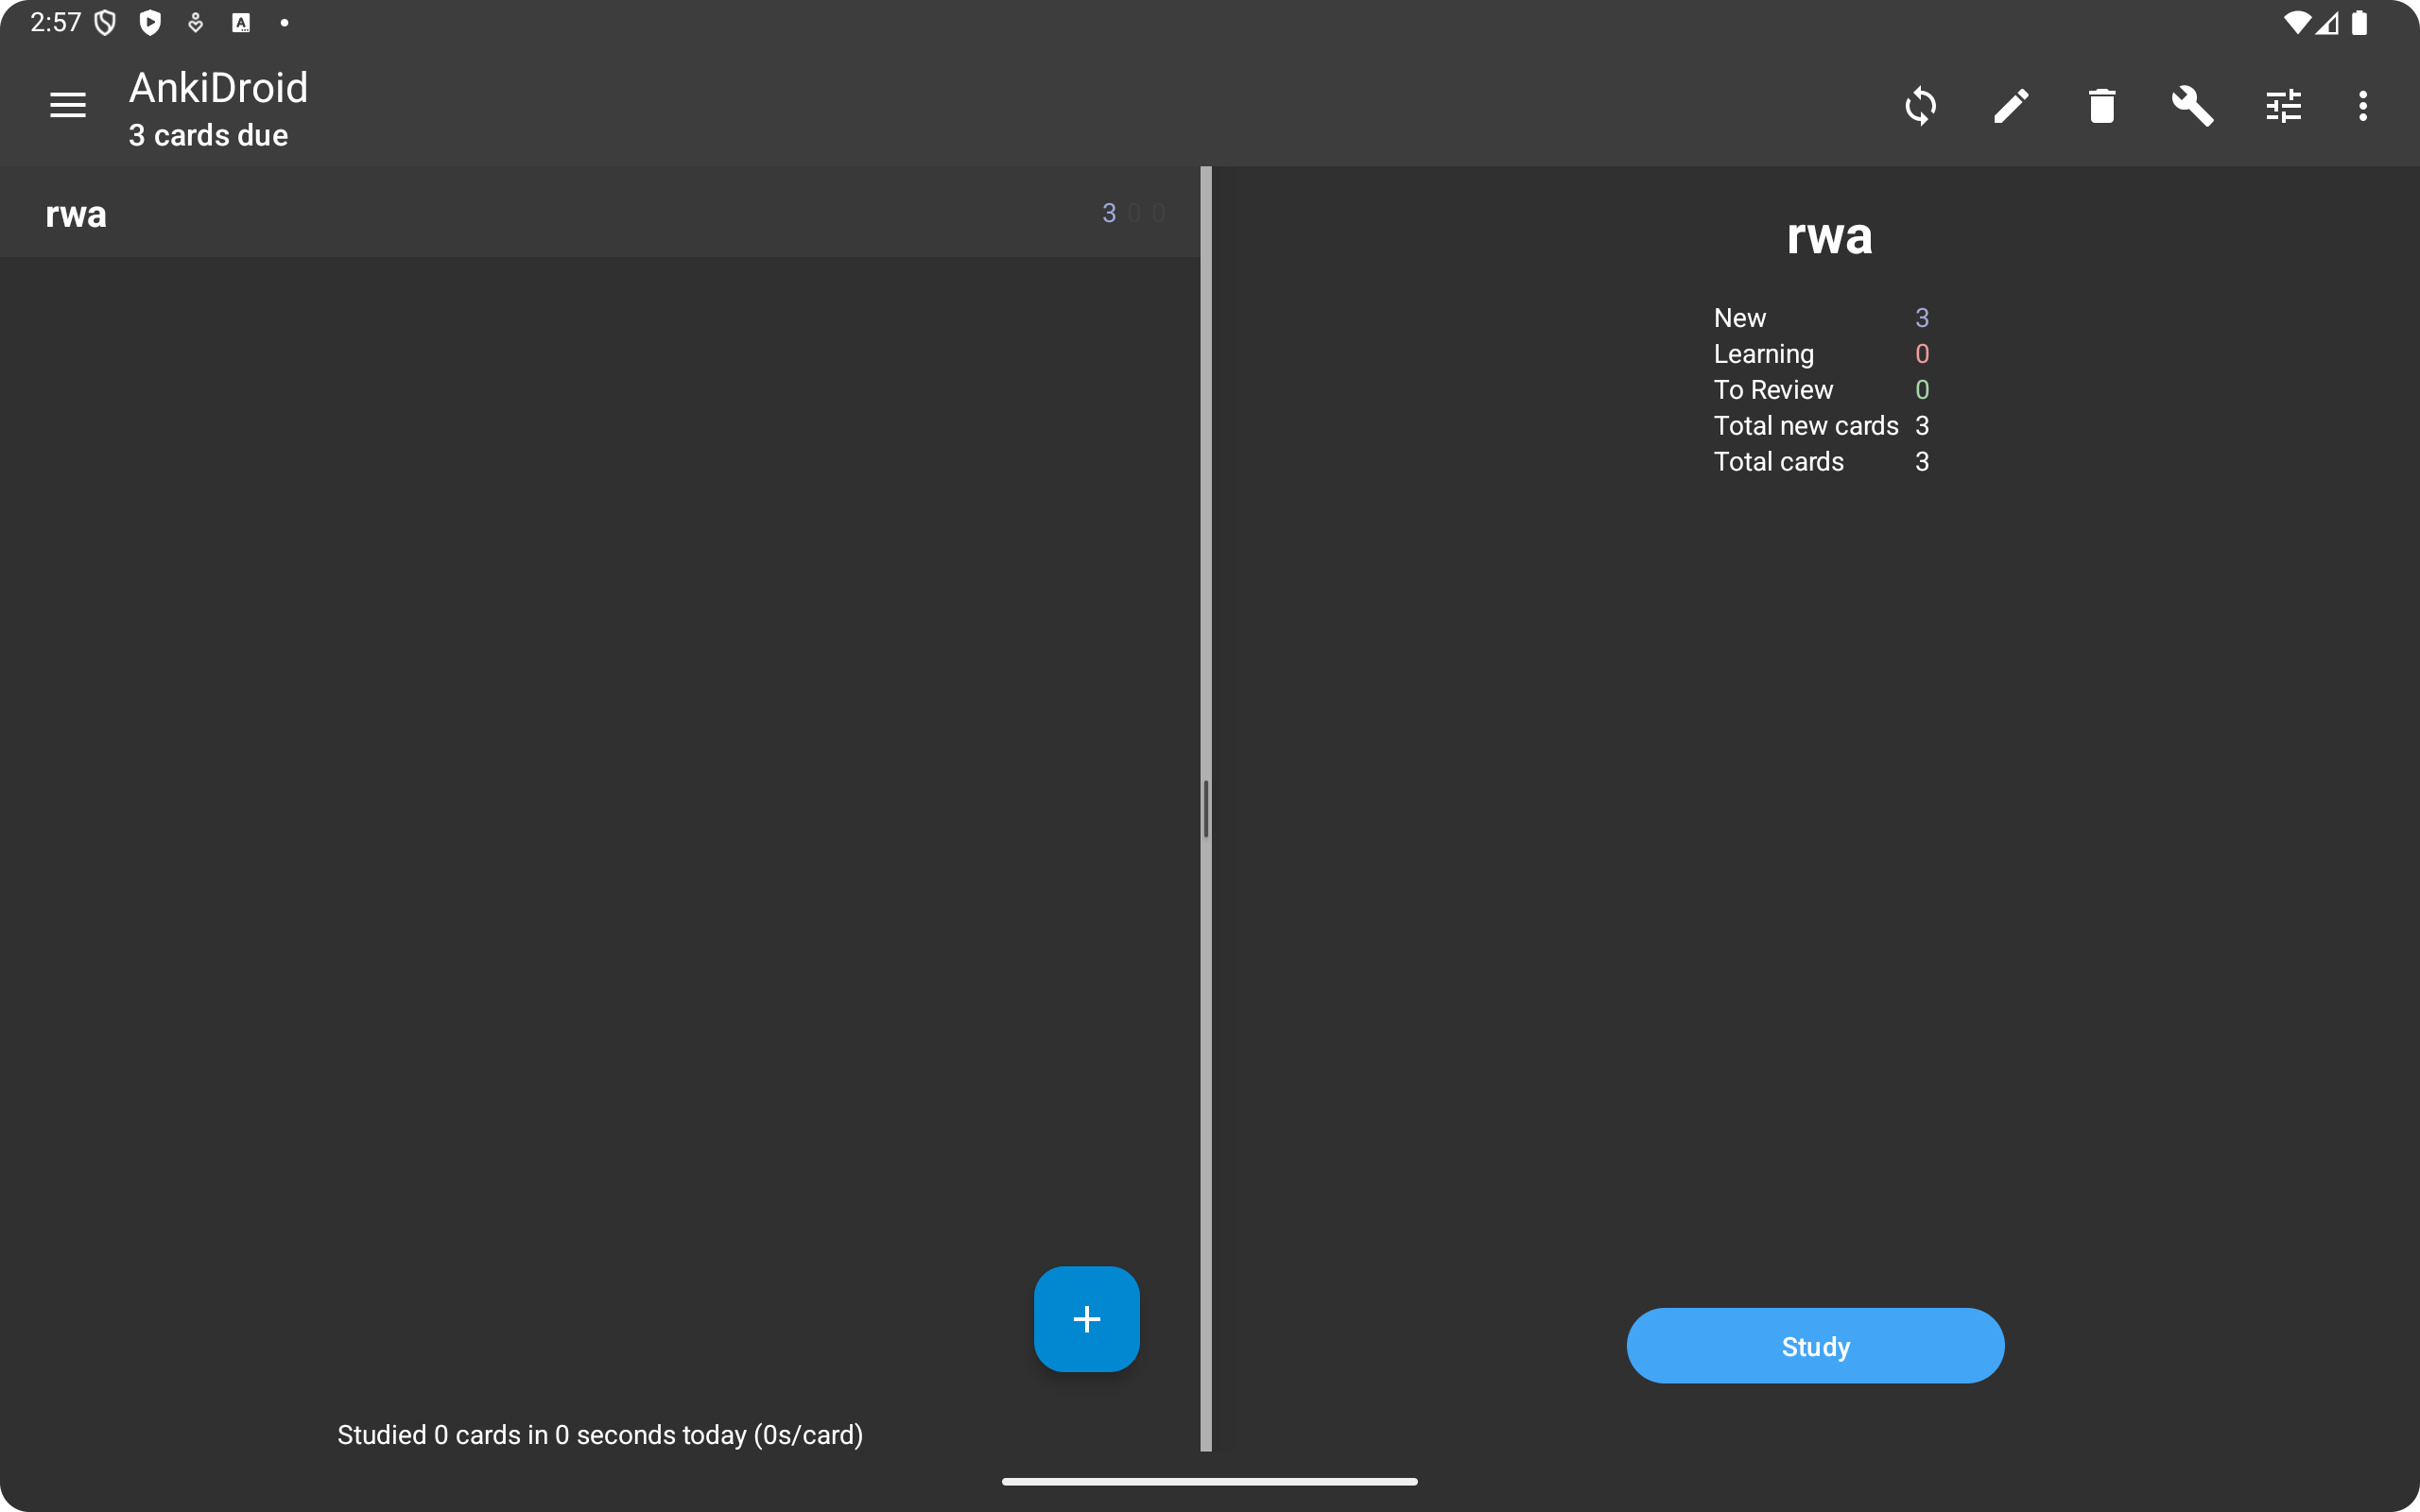 2:57
AnkiDroid
3 cards due
rwa
3 0 0
rwa
New 3
Learning 0
To Review 0
Total new cards 3
Total cards 3
Study
Studied 0 cards in 0 seconds today (0s/card)